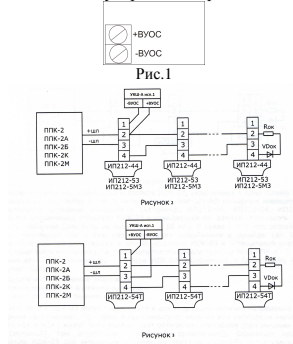 +ВУОС
-ВУОС
Рис.1
УКШ-А исп.1
-ВУОС +ВУОС
ППК-2
ППК-2А
ППК-2Б
ППК-2К
ППК-2М
+шл
-шл
1
2
3
4
1
2
3
4
1
2
3
4
Rок
VDок
ИП212-44
ИП212-53
ИП212-5М3
ИП212-44
ИП212-53
ИП212-5М3
ИП212-44
ИП212-53
ИП212-5М3
Рисунок
УКШ-А исп.1
+ВУОС -ВУОС
ППК-2
ППК-2А
ППК-2Б
ППК-2К
ППК-2М
+шл
-шл
1
2
3
4
1
2
3
4
1
2
3
4
Rок
VDок
ИП212-54Т
ИП212-54Т
ИП212-54Т
Рисунок